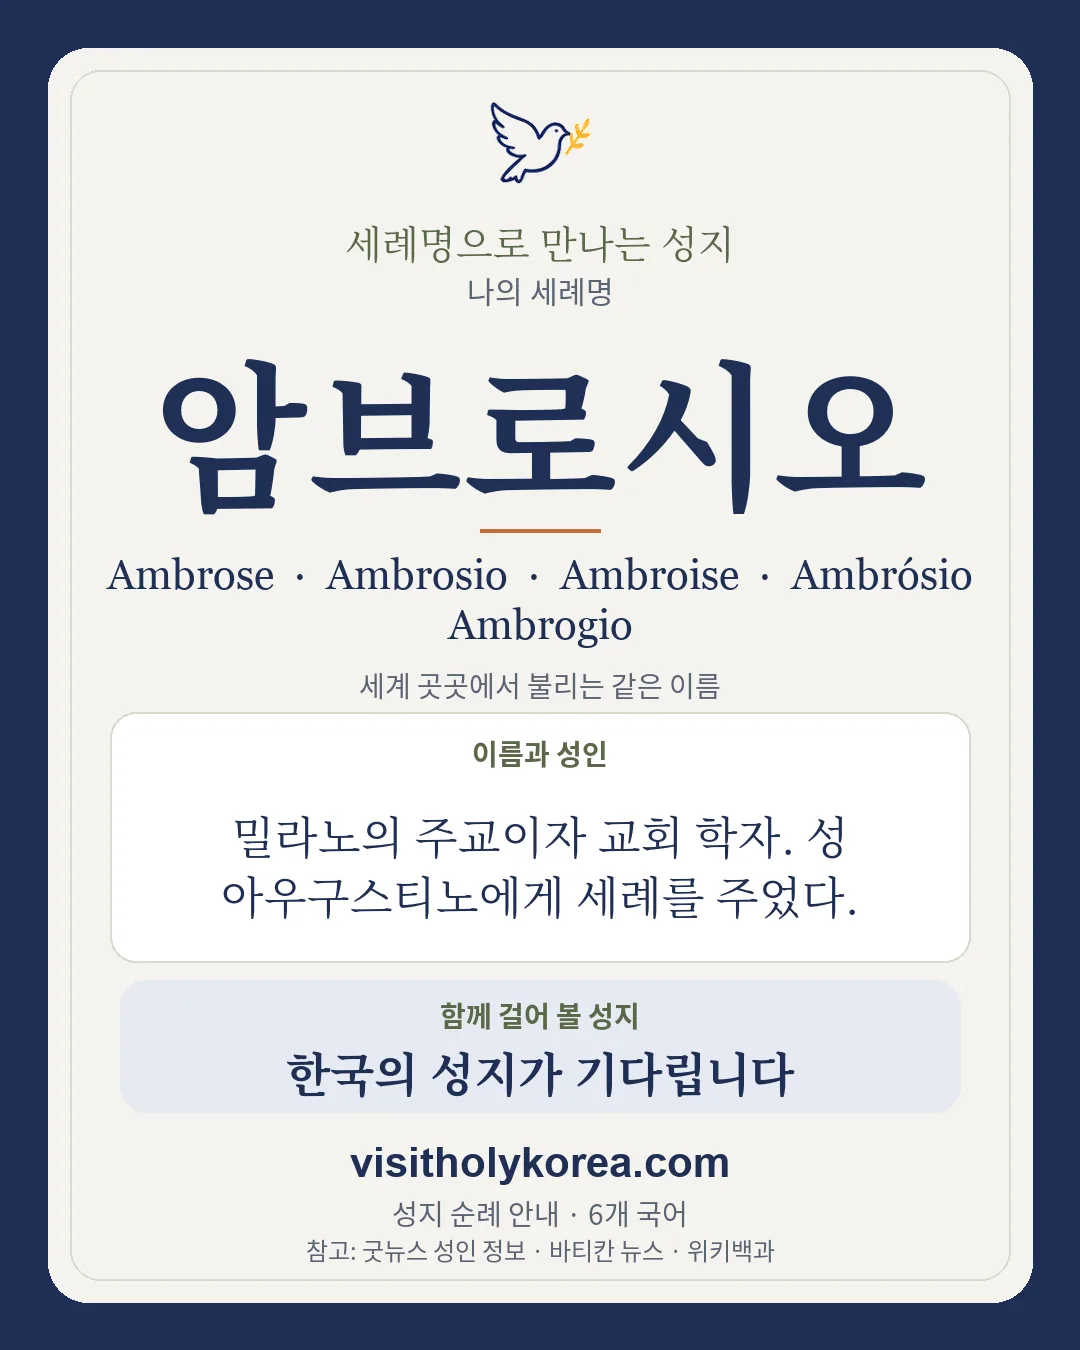 세례명으로 만나는 성지
나의 세례명
암브로시오
Ambrose · Ambrosio · Ambroise · Ambrósio
Ambrogio
세계 곳곳에서 불리는 같은 이름
이름과 성인
밀라노의 주교이자 교회 학자. 성
아우구스티노에게 세례를 주었다.
함께 걸어 볼 성지
한국의 성지가 기다립니다
visitholykorea.com
성지 순례 안내 · 6개 국어
참고: 굿뉴스 성인 정보 · 바티칸 뉴스 · 위키백과